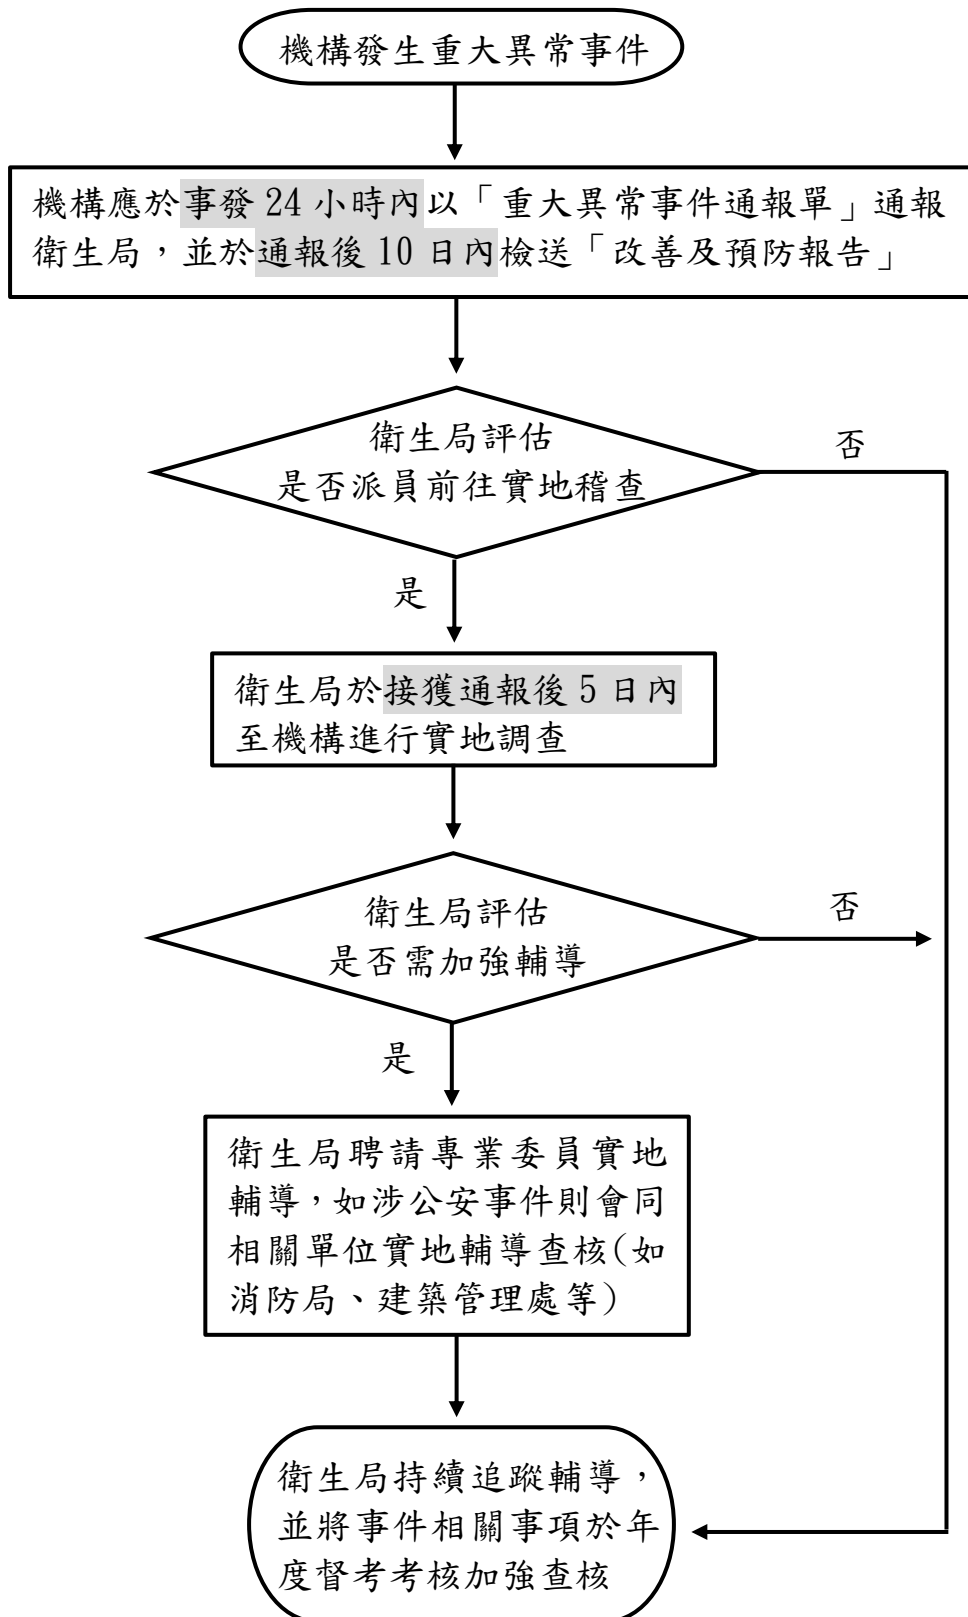 機構發生重大異常事件
機構應於事發 24 小時內以「重大異常事件通報單」通報
衛生局，並於通報後 10 日內檢送「改善及預防報告」
衛生局評估
是否派員前往實地稽查
否
是
衛生局於接獲通報後 5 日內
至機構進行實地調查
衛生局評估
是否需加強輔導
否
是
衛生局聘請專業委員實地
輔導，如涉公安事件則會同
相關單位實地輔導查核(如
消防局、建築管理處等)
衛生局持續追蹤輔導，
並將事件相關事項於年
度督考考核加強查核